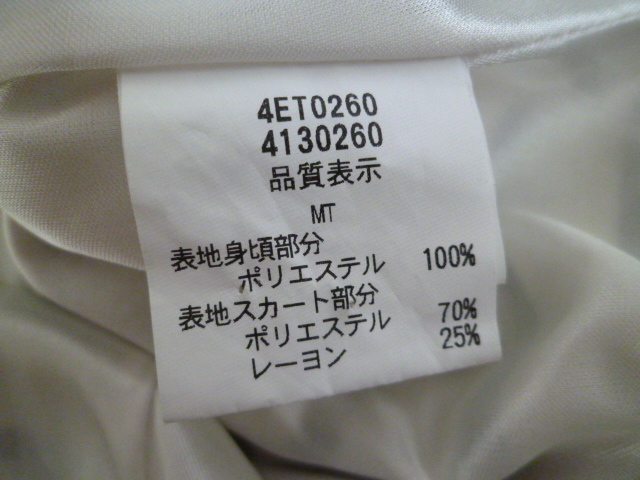 4ET0260
4130260
品質表示
MT
表地身頃部分
ポリエステル 100%
表地スカート部分
ポリエステル 70%
レーヨン 25%